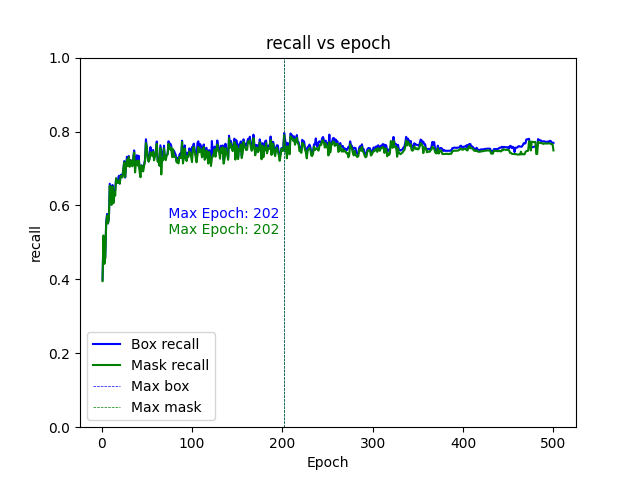 recall vs epoch
1.0
0.8
0.6
0.4
0.2
0.0
recall
Max Epoch: 202
Max Epoch: 202
Box recall
Mask recall
Max box
Max mask
0 100 200 300 400 500
Epoch